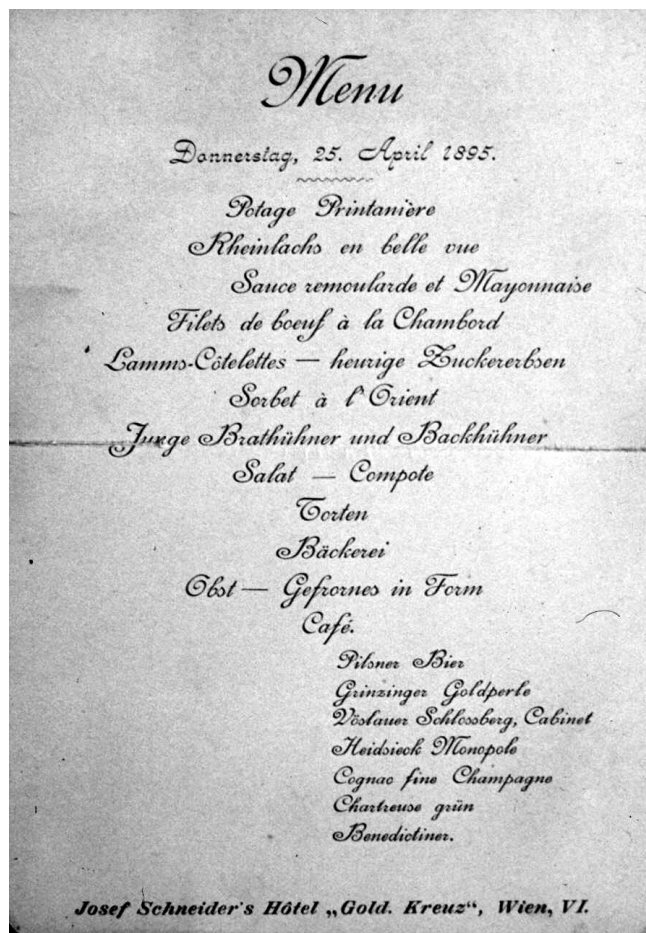 Menu
Donnerstag, 25. April 1895.
Potage Printanière
Rheinlachs en belle vue
Sauce remoularde et Mayonnaise
Filets de boeuf à la Chambord
Lamms-Côtelettes — heurige Zuckererbsen
Sorbet à l'Orient
Junge Brathühner und Backhühner
Salat — Compote
Torten
Bäckerei
Obst — Gefrornes in Form
Café.
Pilsner Bier
Grinzinger Goldperle
Vöslauer Schlossberg, Cabinet
Heidsieck Monopole
Cognac fine Champagne
Chartreuse grün
Benedictiner.
Josef Schneider's Hôtel „Gold. Kreuz“, Wien, VI.